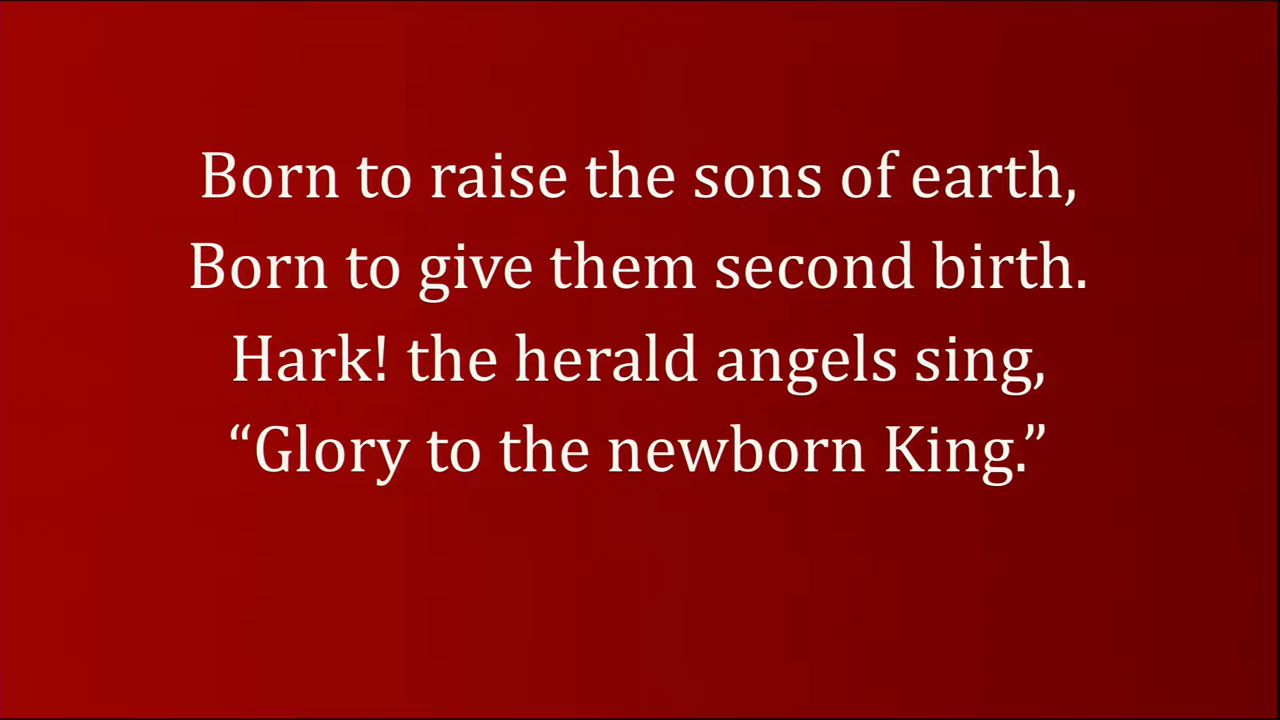 Born to raise the sons of earth,
Born to give them second birth.
Hark! the herald angels sing,
“Glory to the newborn King.”